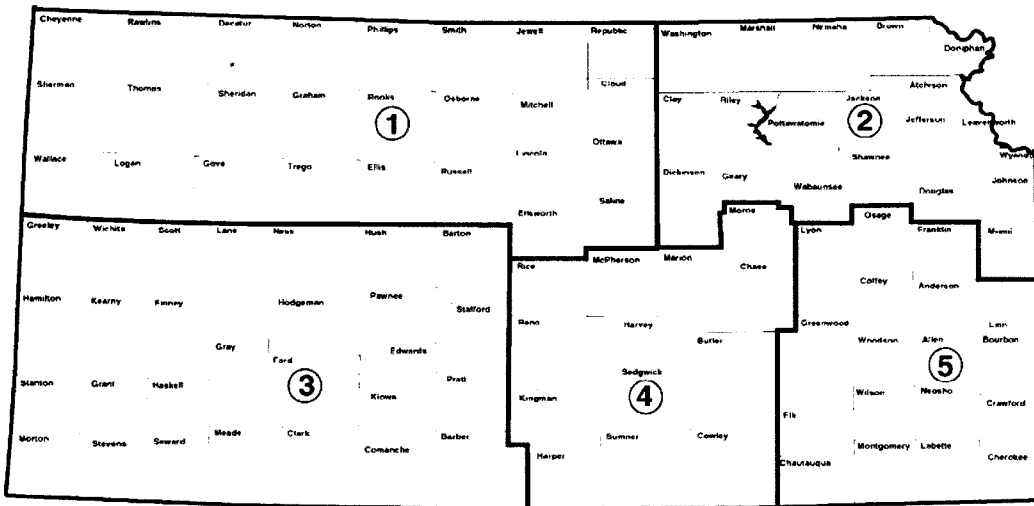 Cheyenne Rawlins Decatur Norton Phillips Smith Jewell Republic Washington Marshall Nemaha Brown
Doniphan
Sherman Thomas Sheridan Graham Rooks Osborne Mitchell Cloud Clay Riley Jackson Atchison
1 2
Pottawatomie Jefferson Leavenworth
Wallace Logan Gove Trego Ellis Russell Lincoln Ottawa Dickinson Geary Shawnee
Johnson
Ellsworth Saline Wabaunsee Douglas
Greeley Wichita Scott Lane Ness Rush Barton Morris Lyon Osage Franklin Miami
Rice McPherson Marion Chase
Hamilton Kearny Finney Hodgeman Pawnee Stafford Coffey Anderson
Reno Harvey Butler Greenwood Linn
Gray Ford Edwards Woodson Allen Bourbon
Stanton Grant Haskell Kiowa Pratt Kingman Sedgwick Wilson Neosho Crawford
3 4 5
Elk
Morton Stevens Seward Meade Clark Comanche Barber Harper Sumner Cowley Chautauqua Montgomery Labette Cherokee